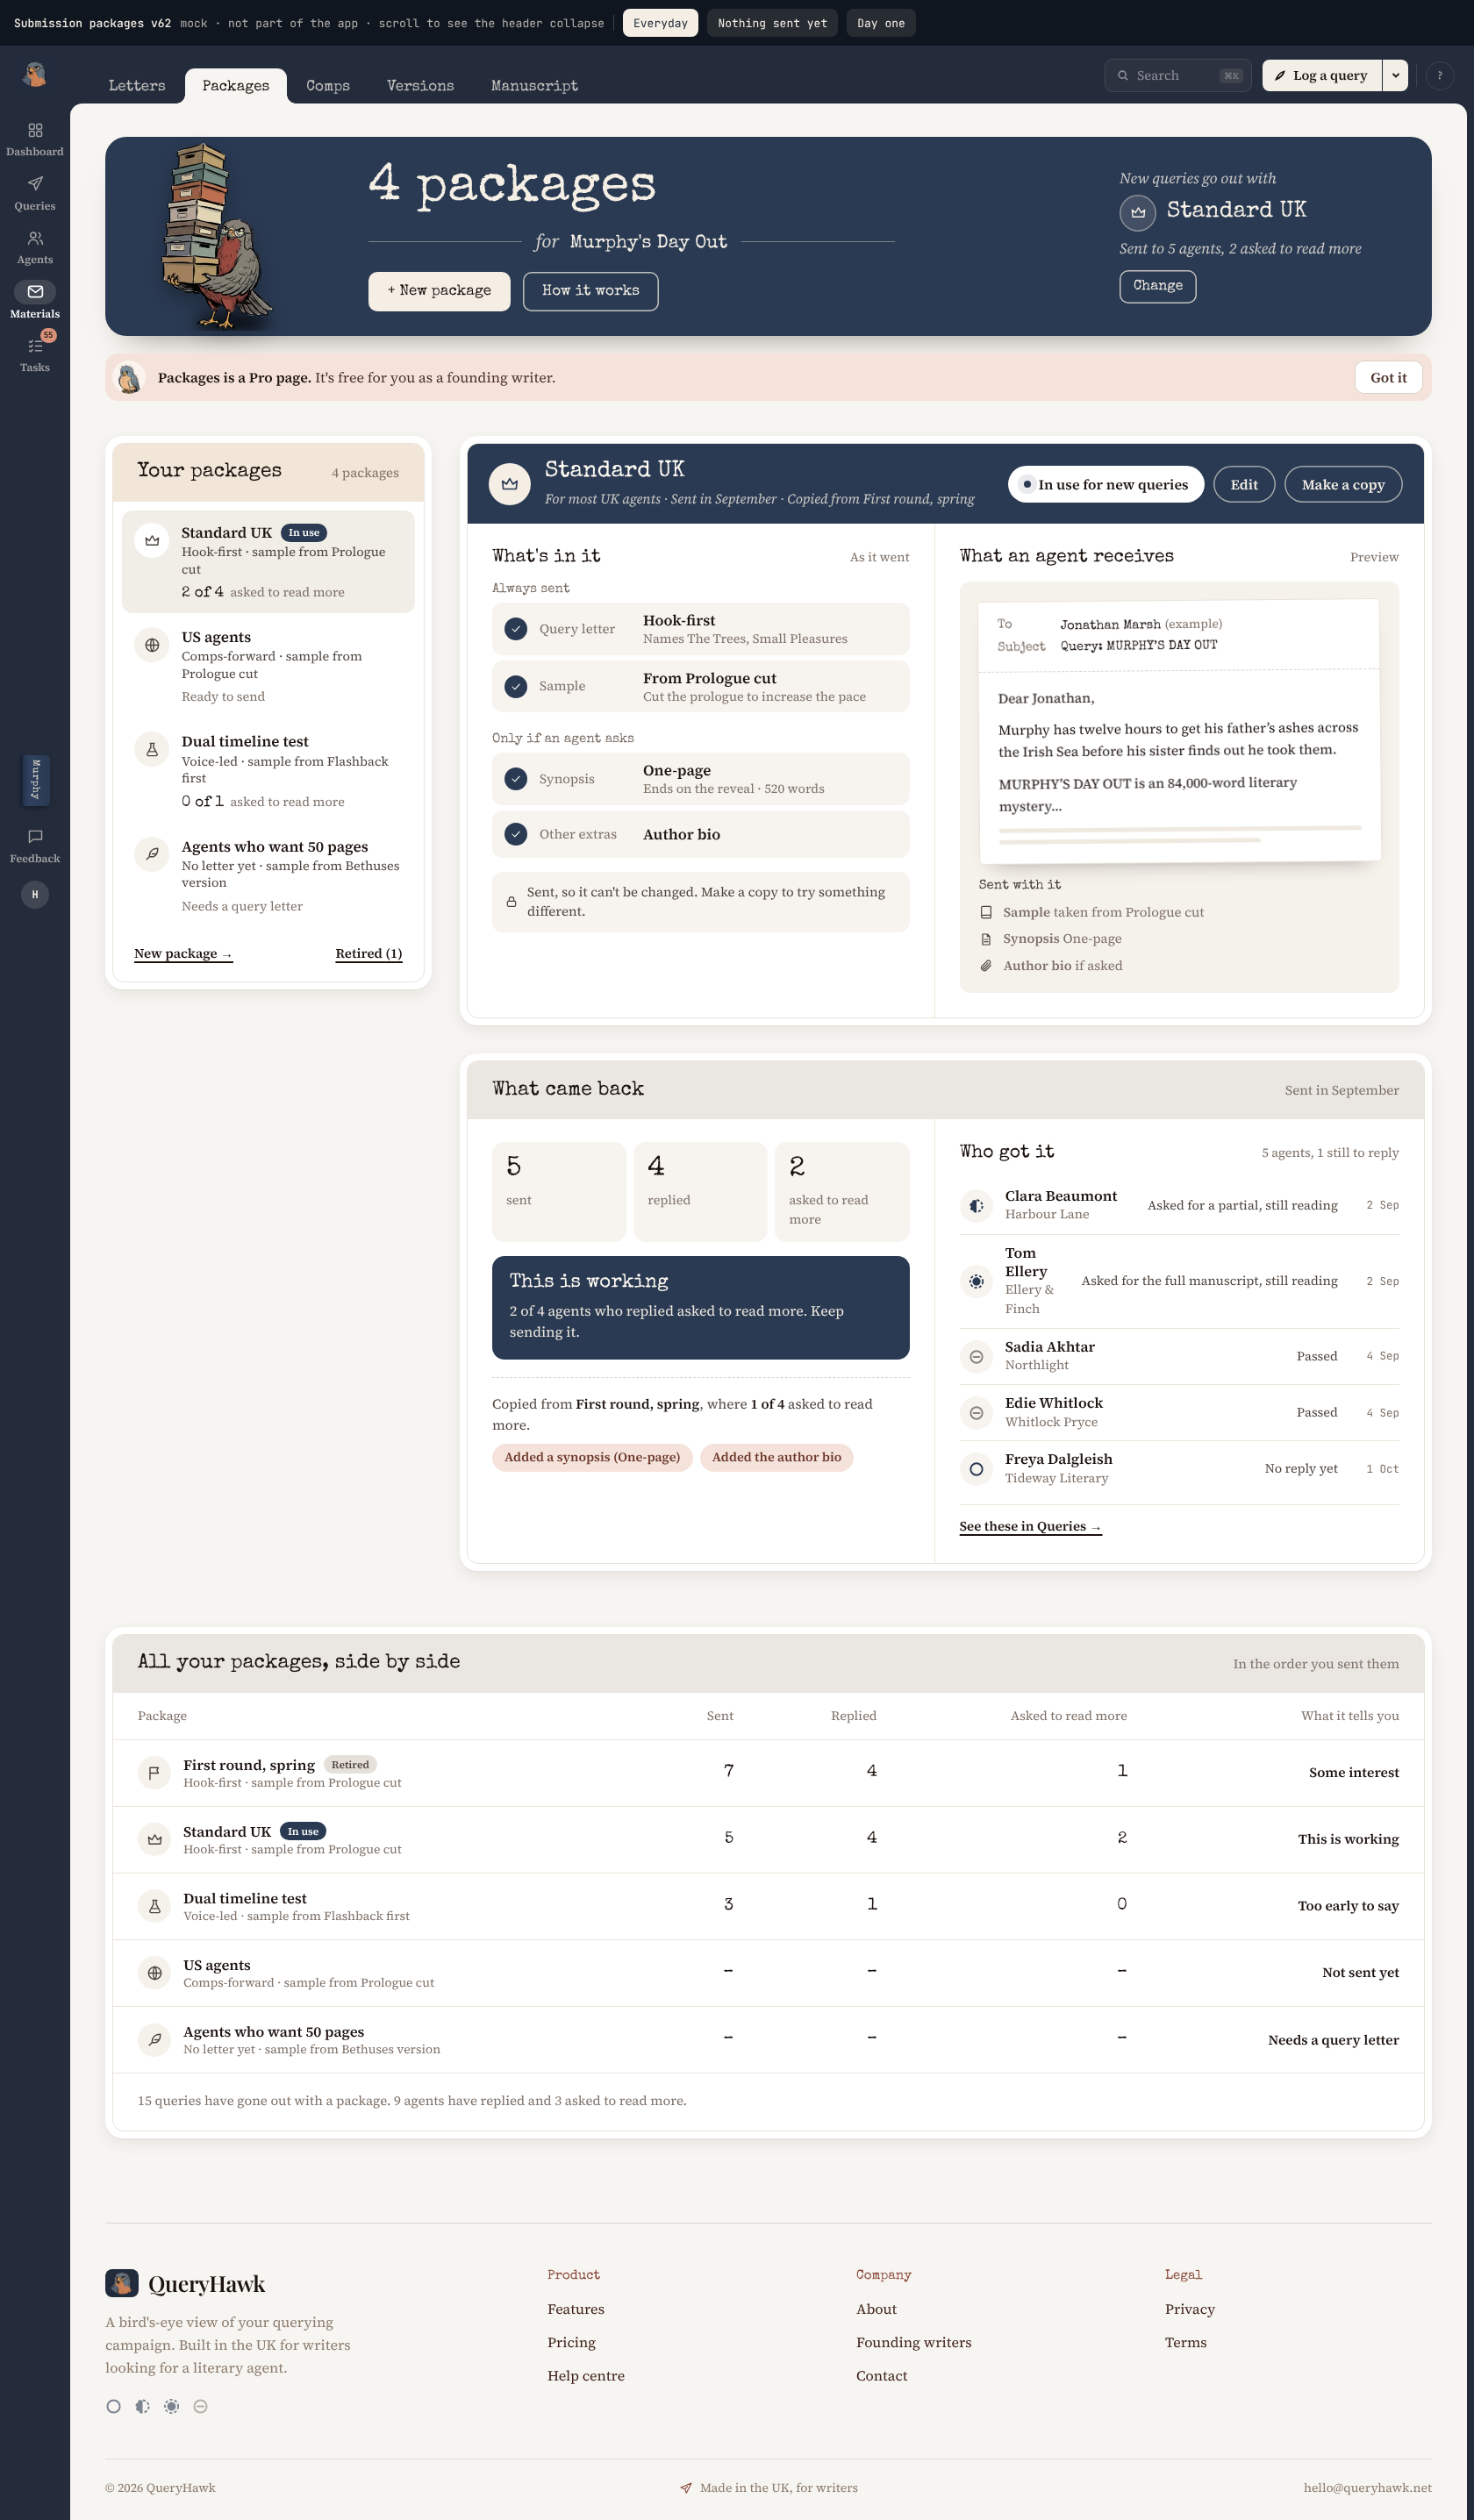 Submission packages v62 mock · not part of the app · scroll to see the header collapse Everyday Nothing sent yet Day one
Letters Packages Comps Versions Manuscript Search ⌘K Log a query ?
Dashboard
Queries
Agents
Materials
55
Tasks
Murphy
Feedback
H
4 packages
for Murphy's Day Out
+ New package How it works
New queries go out with
Standard UK
Sent to 5 agents, 2 asked to read more
Change
Packages is a Pro page. It's free for you as a founding writer. Got it
Your packages 4 packages
Standard UK In use
Hook-first · sample from Prologue
cut
2 of 4 asked to read more
US agents
Comps-forward · sample from
Prologue cut
Ready to send
Dual timeline test
Voice-led · sample from Flashback
first
0 of 1 asked to read more
Agents who want 50 pages
No letter yet · sample from Bethuses
version
Needs a query letter
New package → Retired (1)
Standard UK
For most UK agents · Sent in September · Copied from First round, spring
In use for new queries Edit Make a copy
What's in it As it went
Always sent
Query letter Hook-first
Names The Trees, Small Pleasures
Sample From Prologue cut
Cut the prologue to increase the pace
Only if an agent asks
Synopsis One-page
Ends on the reveal · 520 words
Other extras Author bio
Sent, so it can't be changed. Make a copy to try something
different.
What an agent receives Preview
To Jonathan Marsh (example)
Subject Query: MURPHY'S DAY OUT
Dear Jonathan,
Murphy has twelve hours to get his father's ashes across
the Irish Sea before his sister finds out he took them.
MURPHY'S DAY OUT is an 84,000-word literary
mystery...
Sent with it
Sample taken from Prologue cut
Synopsis One-page
Author bio if asked
What came back Sent in September
5 4 2
sent replied asked to read
more
This is working
2 of 4 agents who replied asked to read more. Keep
sending it.
Copied from First round, spring, where 1 of 4 asked to read
more.
Added a synopsis (One-page) Added the author bio
Who got it 5 agents, 1 still to reply
Clara Beaumont
Harbour Lane
Asked for a partial, still reading 2 Sep
Tom
Ellery
Ellery &
Finch
Asked for the full manuscript, still reading 2 Sep
Sadia Akhtar
Northlight
Passed 4 Sep
Edie Whitlock
Whitlock Pryce
Passed 4 Sep
Freya Dalgleish
Tideway Literary
No reply yet 1 Oct
See these in Queries →
All your packages, side by side In the order you sent them
Package Sent Replied Asked to read more What it tells you
First round, spring Retired
Hook-first · sample from Prologue cut
7 4 1 Some interest
Standard UK In use
Hook-first · sample from Prologue cut
5 4 2 This is working
Dual timeline test
Voice-led · sample from Flashback first
3 1 0 Too early to say
US agents
Comps-forward · sample from Prologue cut
– – – Not sent yet
Agents who want 50 pages
No letter yet · sample from Bethuses version
– – – Needs a query letter
15 queries have gone out with a package. 9 agents have replied and 3 asked to read more.
QueryHawk
A bird's-eye view of your querying
campaign. Built in the UK for writers
looking for a literary agent.
Product
Features
Pricing
Help centre
Company
About
Founding writers
Contact
Legal
Privacy
Terms
© 2026 QueryHawk Made in the UK, for writers hello@queryhawk.net